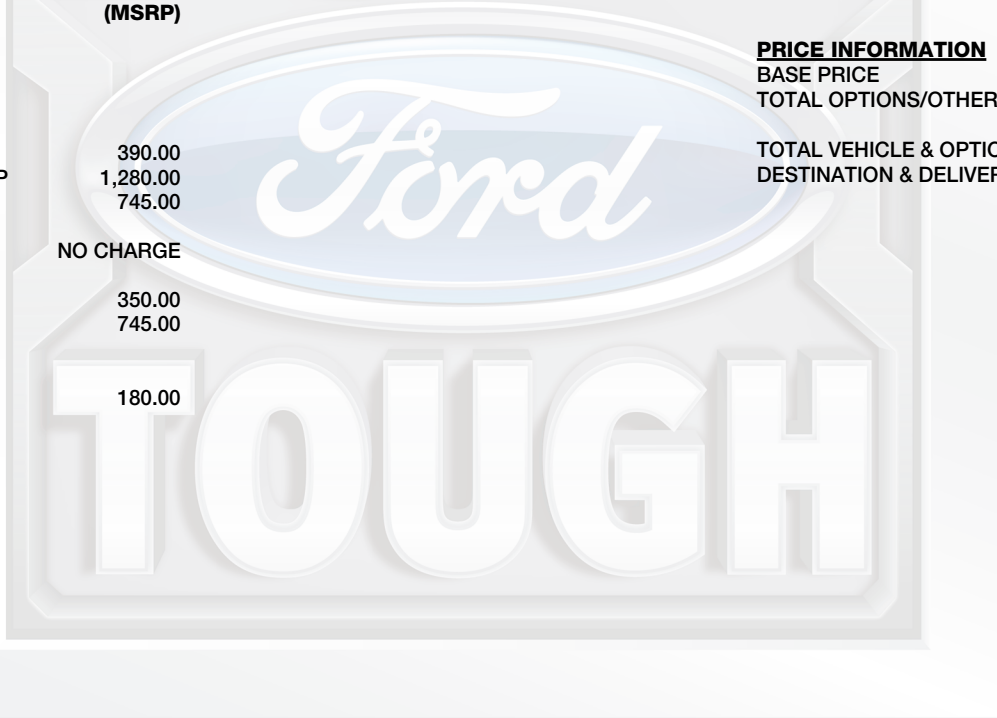 (MSRP)
390.00
P 1,280.00
745.00
NO CHARGE
350.00
745.00
180.00
PRICE INFORMATION
BASE PRICE
TOTAL OPTIONS/OTHER
TOTAL VEHICLE & OPTIO
DESTINATION & DELIVER
Ford
TOUGH